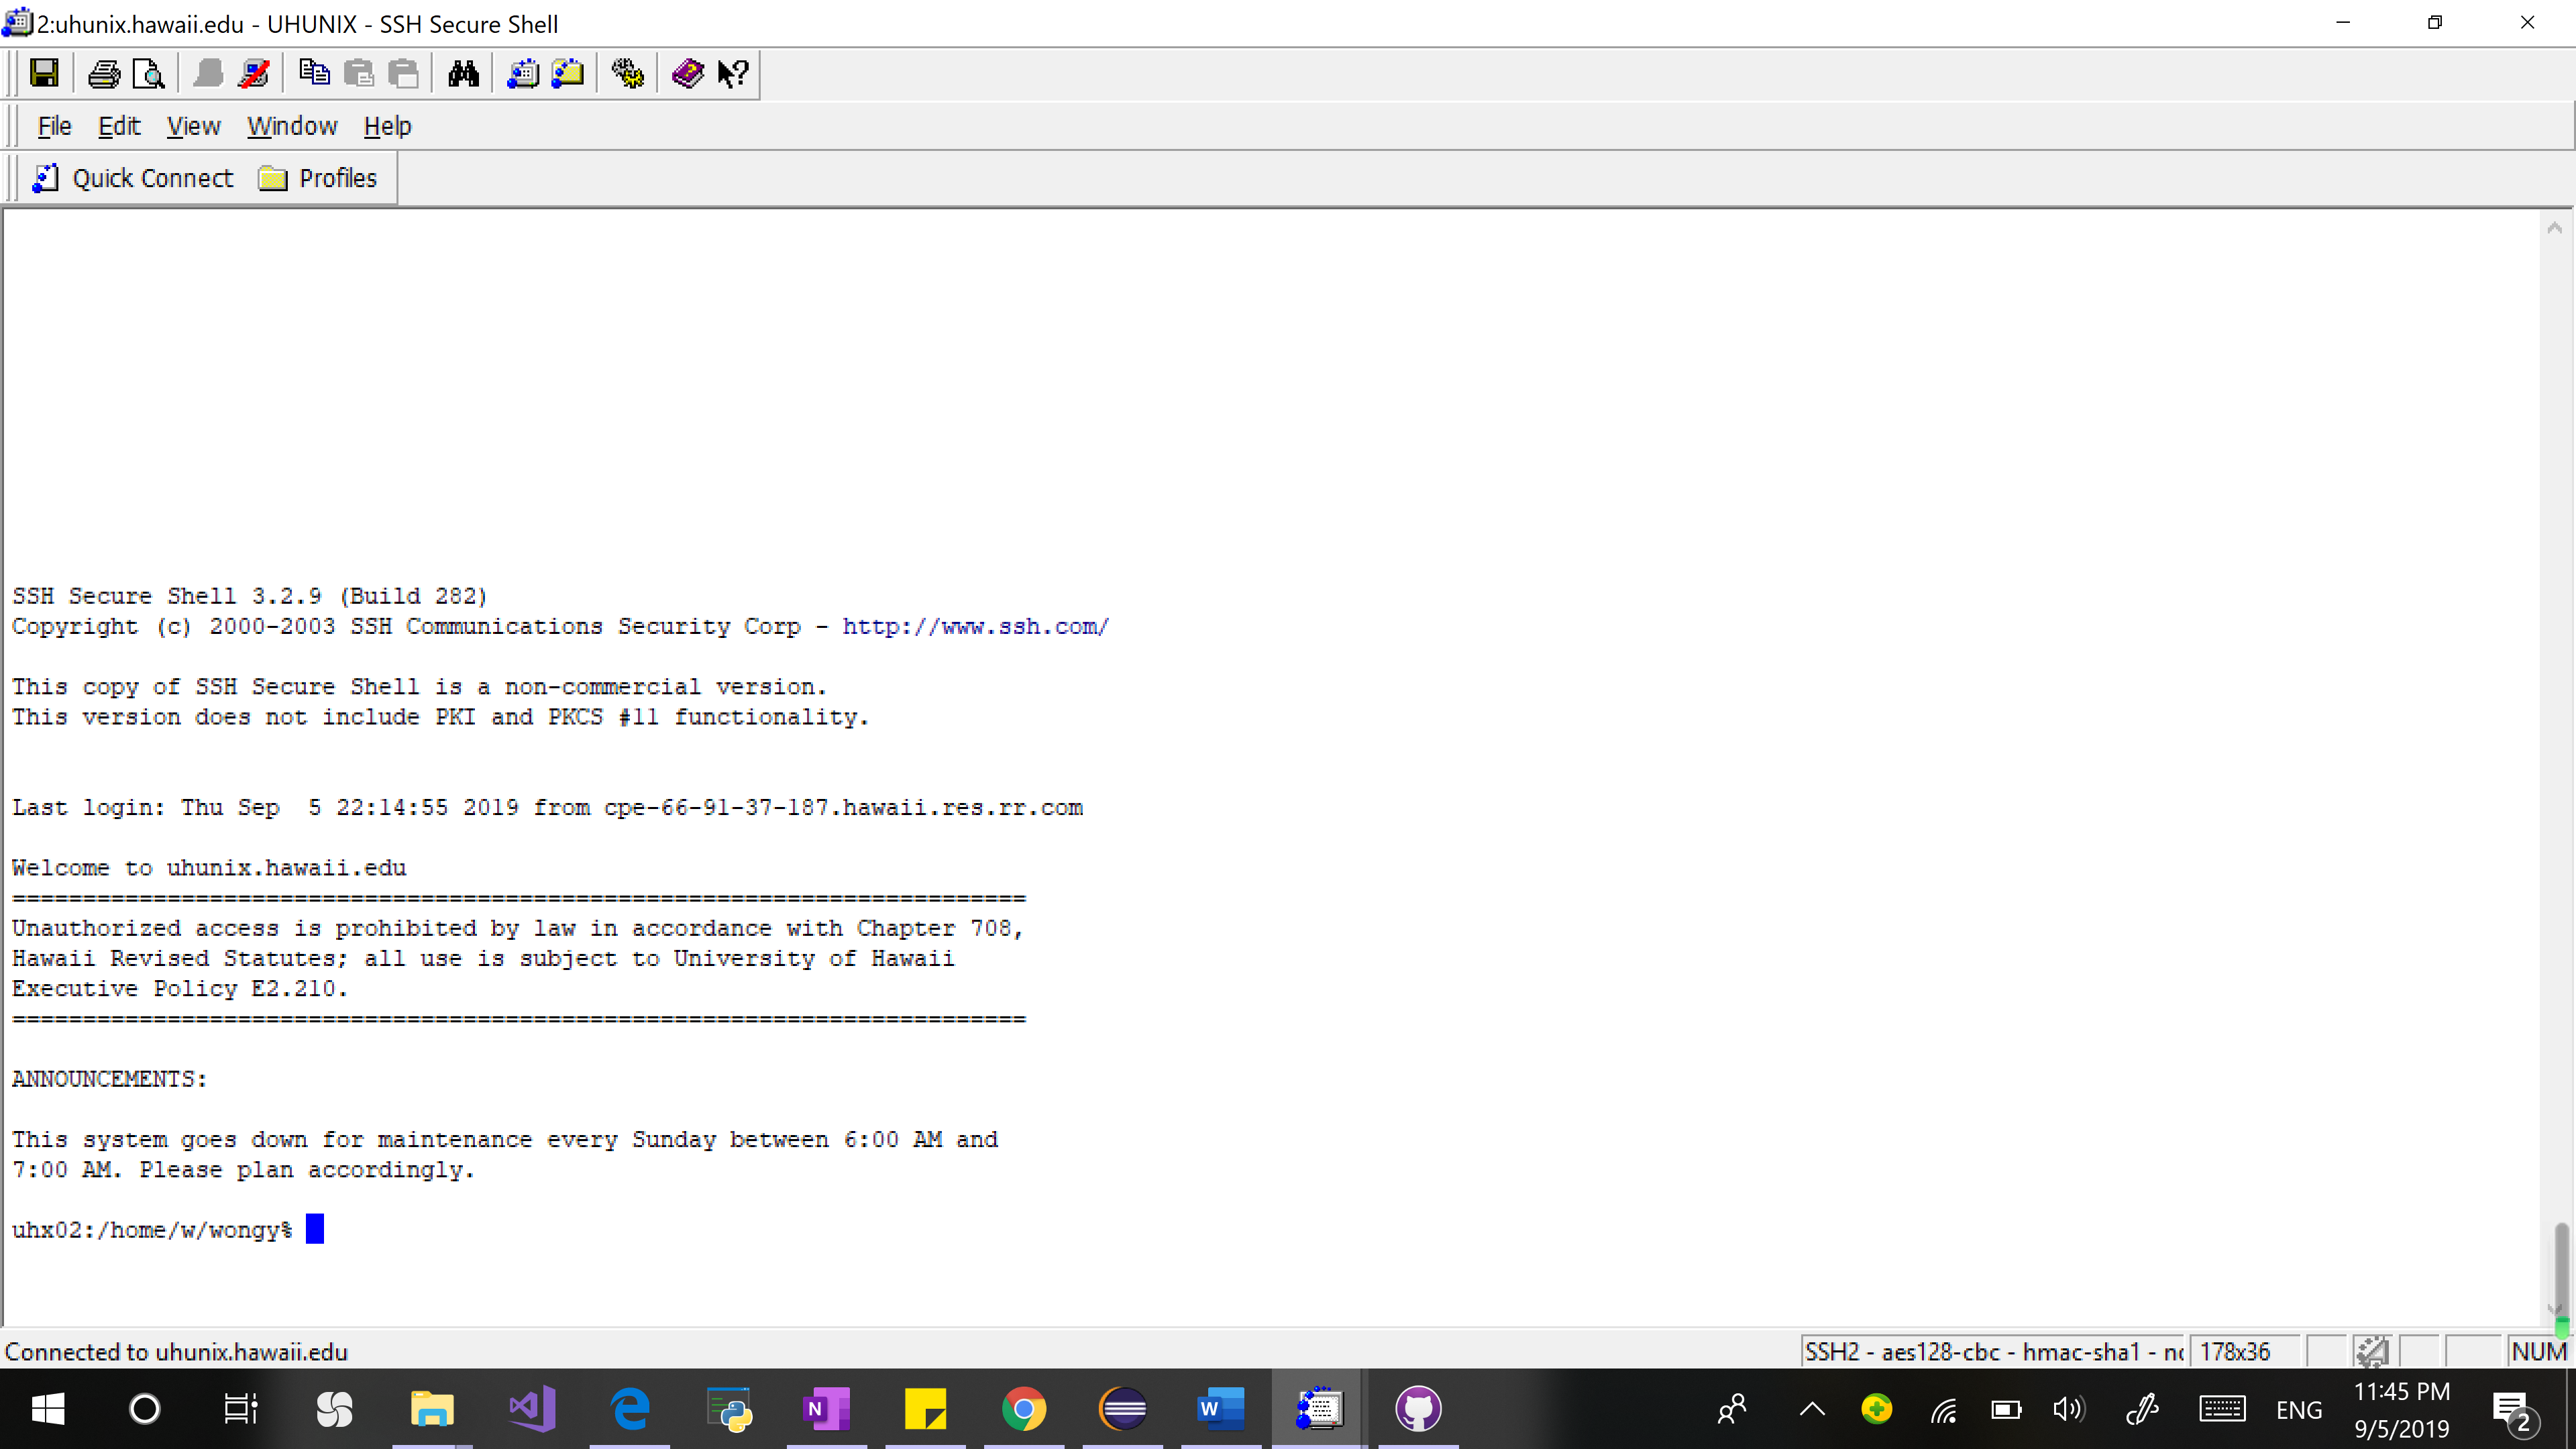 2:uhunix.hawaii.edu - UHUNIX - SSH Secure Shell
File Edit View Window Help
Quick Connect Profiles
SSH Secure Shell 3.2.9 (Build 282)
Copyright (c) 2000-2003 SSH Communications Security Corp - http://www.ssh.com/
This copy of SSH Secure Shell is a non-commercial version.
This version does not include PKI and PKCS #11 functionality.
Last login: Thu Sep  5 22:14:55 2019 from cpe-66-91-37-187.hawaii.res.rr.com
Welcome to uhunix.hawaii.edu
========================================================================
Unauthorized access is prohibited by law in accordance with Chapter 708,
Hawaii Revised Statutes; all use is subject to University of Hawaii
Executive Policy E2.210.
========================================================================
ANNOUNCEMENTS:
This system goes down for maintenance every Sunday between 6:00 AM and
7:00 AM. Please plan accordingly.
uhx02:/home/w/wongy%
Connected to uhunix.hawaii.edu SSH2 - aes128-cbc - hmac-sha1 - 178x36 NUM
N W ENG 11:45 PM 2
9/5/2019